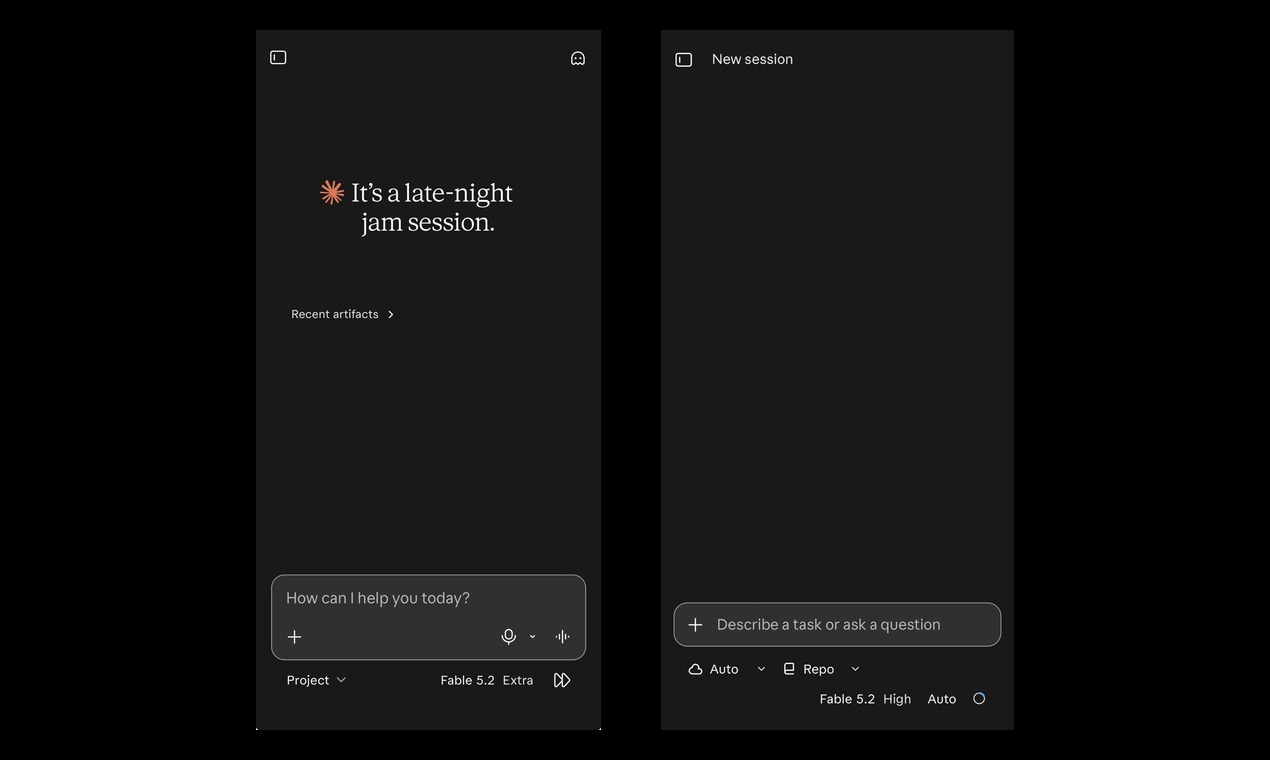 It’s a late-night
jam session.
Recent artifacts
How can I help you today?
Project
Fable 5.2 Extra
New session
Describe a task or ask a question
Auto
Repo
Fable 5.2 High
Auto